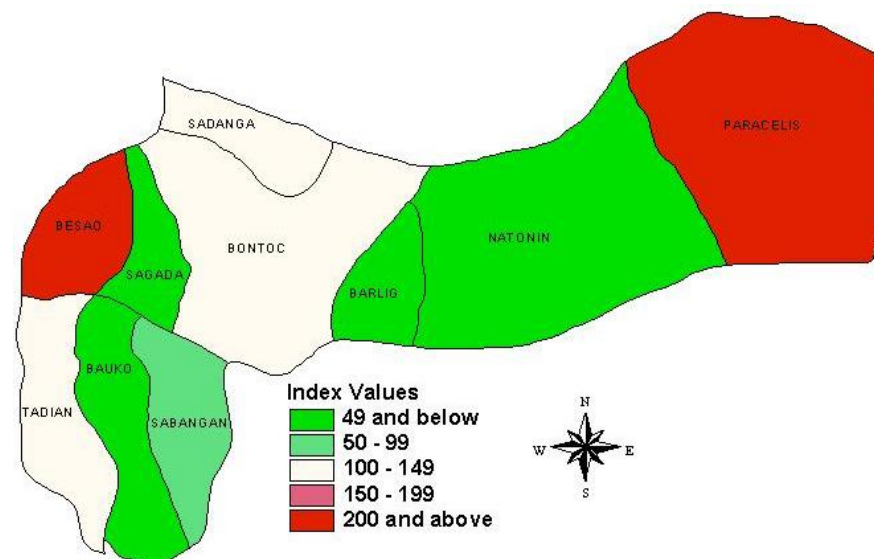 SADANGA
PARACELIS
BESAO
BONTOC
NATONIN
SAGADA
BARLIG
BAUKO
TADIAN
SABANGAN
Index Values
49 and below
50 - 99
100 - 149
150 - 199
200 and above
N
W E
S